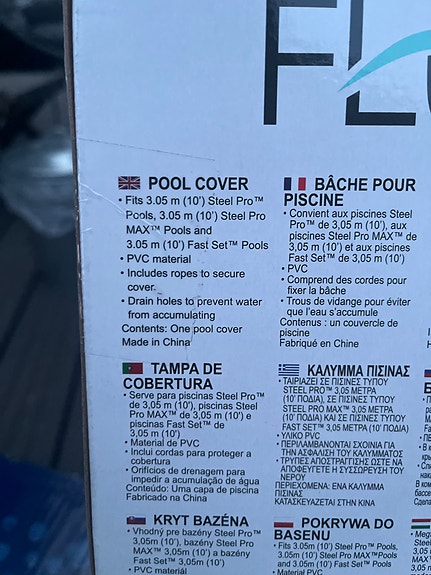 FL
POOL COVER
• Fits 3.05 m (10') Steel Pro™
Pools, 3.05 m (10') Steel Pro
MAX™ Pools and
3.05 m (10') Fast Set™ Pools
• PVC material
• Includes ropes to secure
cover
• Drain holes to prevent water
from accumulating
Contents: One pool cover
Made in China
BÂCHE POUR
PISCINE
• Convient aux piscines Steel
Pro™ de 3,05 m (10'), aux
piscines Steel Pro MAX™ de
3,05 m (10') et aux piscines
Fast Set™ de 3,05 m (10')
• PVC
• Comprend des cordes pour
fixer la bâche
• Trous de vidange pour éviter
que l'eau s'accumule
Contenus : un couvercle de
piscine
Fabriqué en Chine
TAMPA DE
COBERTURA
• Serve para piscinas Steel Pro™
de 3,05 m (10'), piscinas Steel
Pro MAX™ de 3,05 m (10') e
piscinas Fast Set™ de
3,05 m (10')
• Material de PVC
• Inclui cordas para proteger a
cobertura
• Orifícios de drenagem para
impedir a acumulação de água
Conteúdo: Uma capa de piscina
Fabricado na China
ΚΑΛΥΜΜΑ ΠΙΣΙΝΑΣ
• ΤΑΙΡΙΑΖΕΙ ΣΕ ΠΙΣΙΝΕΣ ΤΥΠΟΥ
STEEL PRO™ 3,05 ΜΕΤΡΑ
(10' ΠΟΔΙΑ), ΣΕ ΠΙΣΙΝΕΣ ΤΥΠΟΥ
STEEL PRO MAX™ 3,05 ΜΕΤΡΑ
(10' ΠΟΔΙΑ) ΚΑΙ ΣΕ ΠΙΣΙΝΕΣ ΤΥΠΟΥ
FAST SET™ 3,05 ΜΕΤΡΑ (10' ΠΟΔΙΑ)
• ΥΛΙΚΟ PVC
• ΠΕΡΙΛΑΜΒΑΝΟΝΤΑΙ ΣΧΟΙΝΙΑ ΓΙΑ
ΤΗΝ ΑΣΦΑΛΙΣΗ ΤΟΥ ΚΑΛΥΜΜΑΤΟΣ
• ΤΡΥΠΕΣ ΑΠΟΣΤΡΑΓΓΙΣΗΣ ΩΣΤΕ ΝΑ
ΑΠΟΦΕΥΓΕΤΕ Η ΣΥΣΣΩΡΕΥΣΗ ΤΟΥ
ΝΕΡΟΥ
ΠΕΡΙΕΧΟΜΕΝΑ: ΕΝΑ ΚΑΛΥΜΜΑ
ΠΙΣΙΝΑΣ
ΚΑΤΑΣΚΕΥΑΖΕΤΑΙ ΣΤΗΝ ΚΙΝΑ
KRYT BAZÉNA
• Vhodný pre bazény Steel Pro™
3,05m (10'), bazény Steel Pro
MAX™ 3,05m (10') a bazény
Fast Set™ 3,05m (10')
• PVC materiál
POKRYWA DO
BASENU
• Fits 3.05m (10') Steel Pro™ Pools,
3.05m (10') Steel Pro MAX™Pools
and 3.05m (10') Fast Set™ Pools
• Materiał PVC